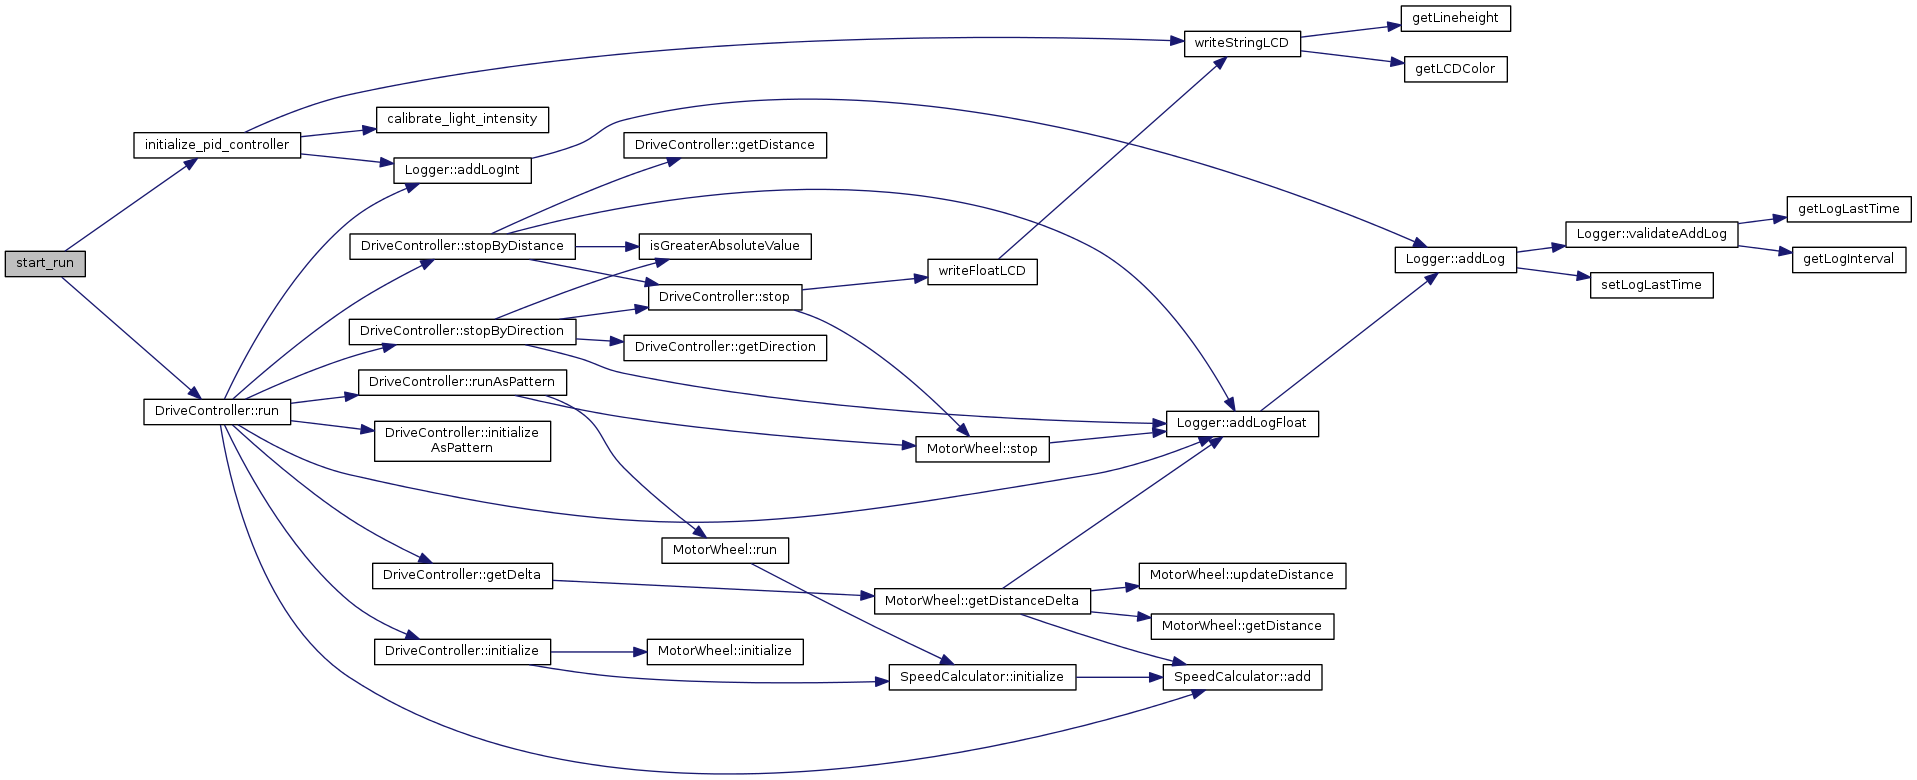 getLineheight
writeStringLCD
getLCDColor
calibrate_light_intensity
initialize_pid_controller
DriveController::getDistance
Logger::addLogInt
getLogLastTime
Logger::validateAddLog
DriveController::stopByDistance
isGreaterAbsoluteValue
start_run
Logger::addLog
getLogInterval
writeFloatLCD
setLogLastTime
DriveController::stop
DriveController::stopByDirection
DriveController::getDirection
DriveController::runAsPattern
DriveController::run
Logger::addLogFloat
DriveController::initialize
AsPattern
MotorWheel::stop
MotorWheel::run
DriveController::getDelta
MotorWheel::updateDistance
MotorWheel::getDistanceDelta
MotorWheel::getDistance
DriveController::initialize
MotorWheel::initialize
SpeedCalculator::initialize
SpeedCalculator::add